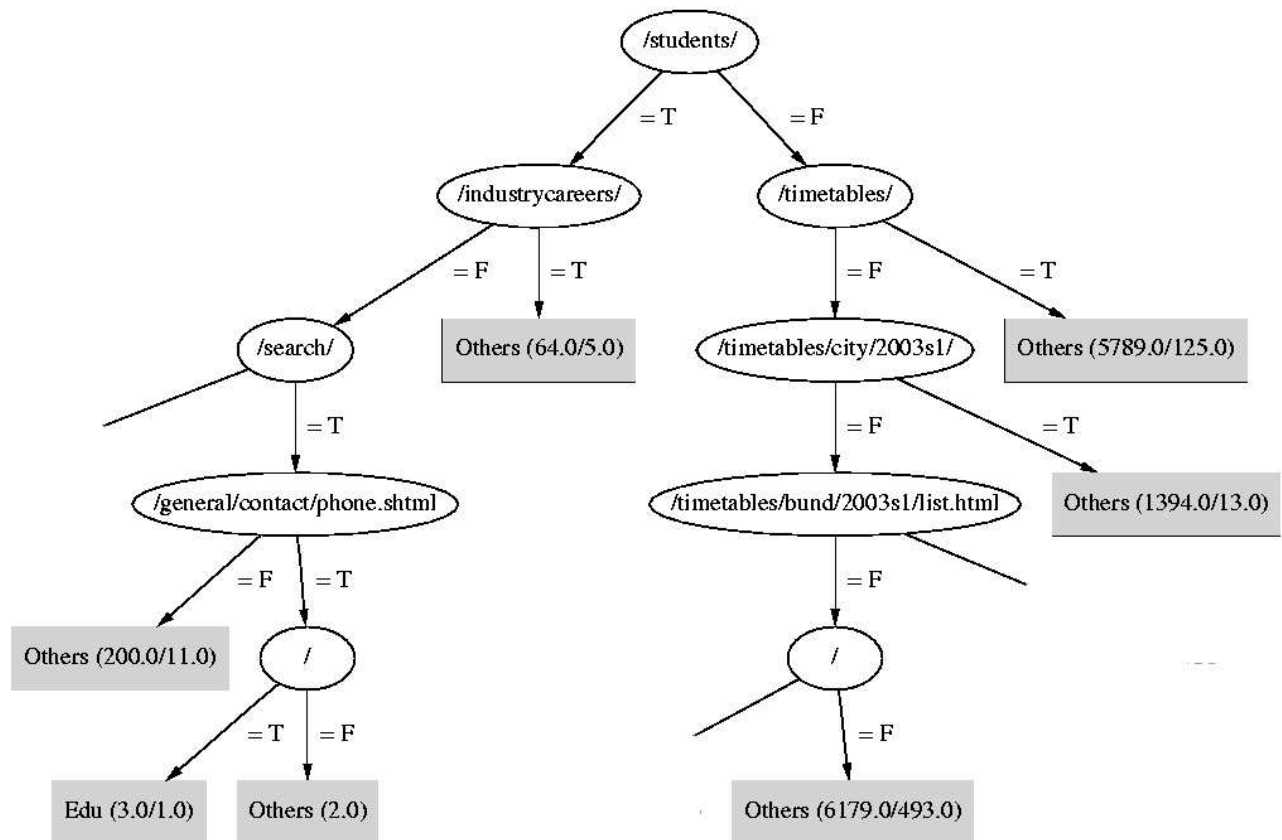 /students/
= T
= F
/industrycareers/
/timetables/
= F
= T
= F
= T
/search/
Others (64.0/5.0)
/timetables/city/2003s1/
Others (5789.0/125.0)
= T
= F
= T
/general/contact/phone.shtml
/timetables/bund/2003s1/list.html
Others (1394.0/13.0)
= F
= T
= F
Others (200.0/11.0)
/
/
= T
= F
= F
Edu (3.0/1.0)
Others (2.0)
Others (6179.0/493.0)